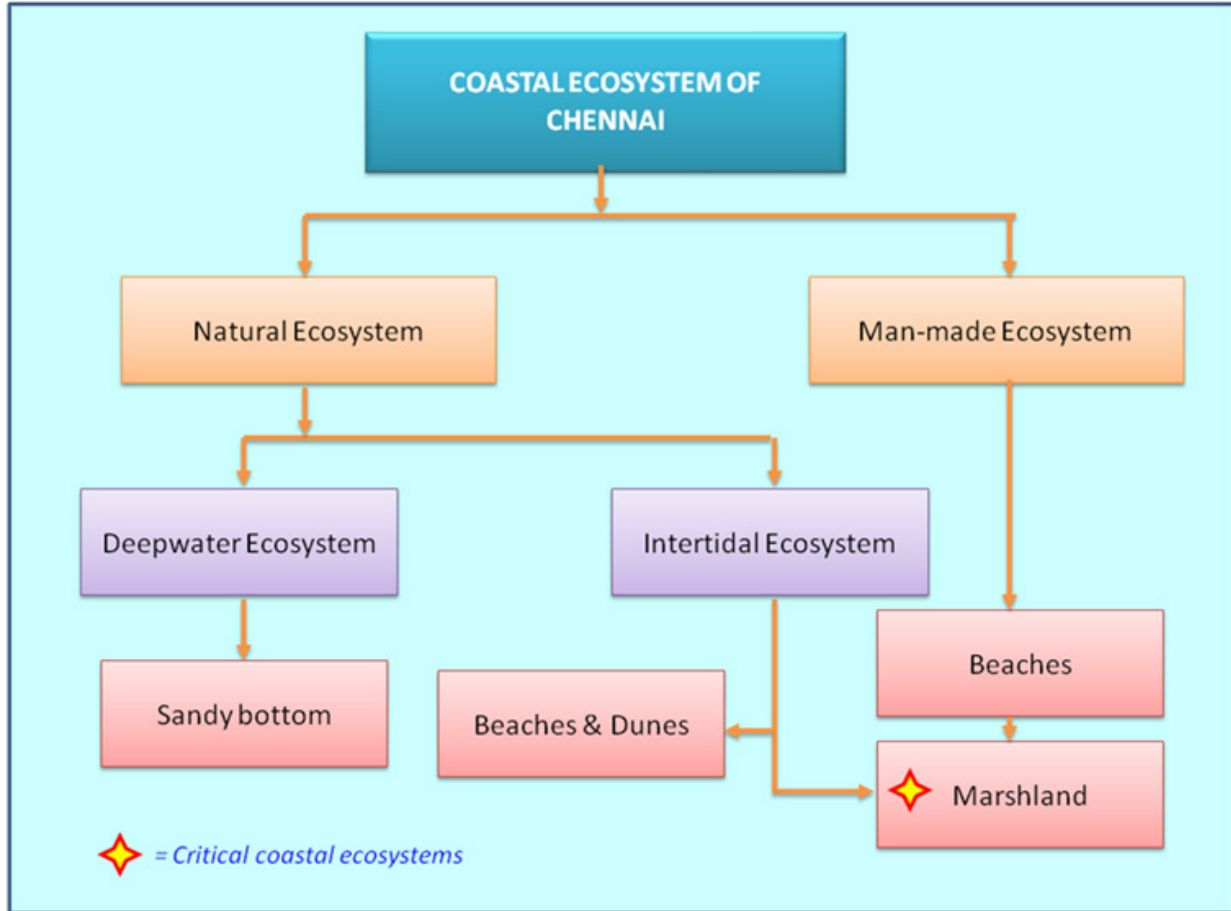 COASTAL ECOSYSTEM OF
CHENNAI
Natural Ecosystem
Man-made Ecosystem
Deepwater Ecosystem
Intertidal Ecosystem
Beaches
Sandy bottom
Beaches & Dunes
Marshland
= Critical coastal ecosystems